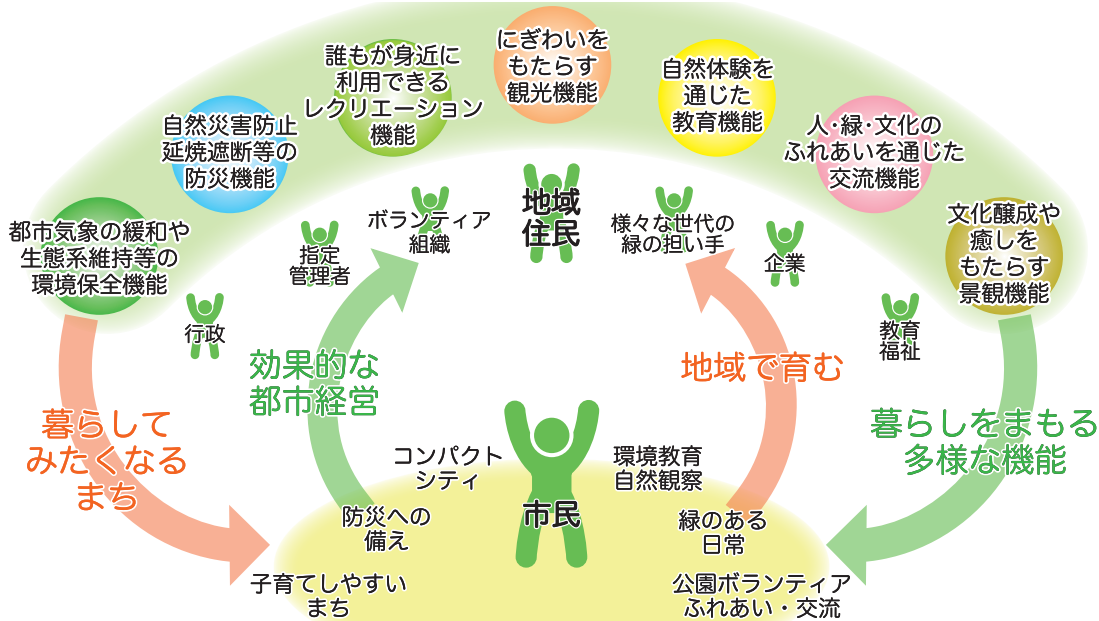 都市気象の緩和や
生態系維持等の
環境保全機能
自然災害防止
延焼遮断等の
防災機能
誰もが身近に
利用できる
レクリエーション
機能
にぎわいを
もたらす
観光機能
自然体験を
通じた
教育機能
人・緑・文化の
ふれあいを通じた
交流機能
文化醸成や
癒しを
もたらす
景観機能
行政
指定
管理者
ボランティア
組織
地域
住民
様々な世代の
緑の担い手
企業
教育
福祉
暮らして
みたくなる
まち
効果的な
都市経営
地域で育む
暮らしをまもる
多様な機能
コンパクト
シティ
環境教育
自然観察
市民
防災への
備え
緑のある
日常
子育てしやすい
まち
公園ボランティア
ふれあい・交流